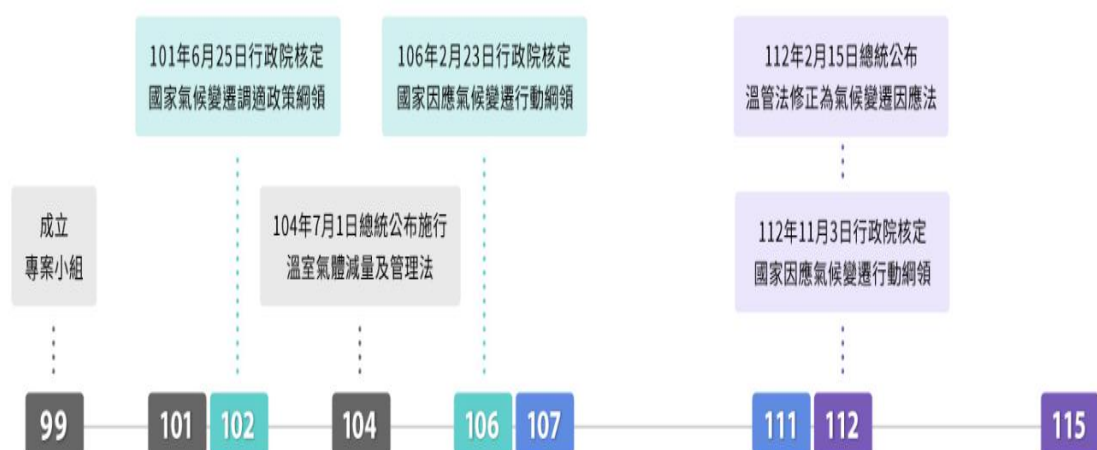 101年6月25日行政院核定
國家氣候變遷調適政策綱領
106年2月23日行政院核定
國家因應氣候變遷行動綱領
112年2月15日總統公布
溫管法修正為氣候變遷因應法
成立
專案小組
104年7月1日總統公布施行
溫室氣體減量及管理法
112年11月3日行政院核定
國家因應氣候變遷行動綱領
99 101 102 104 106 107 111 112 115